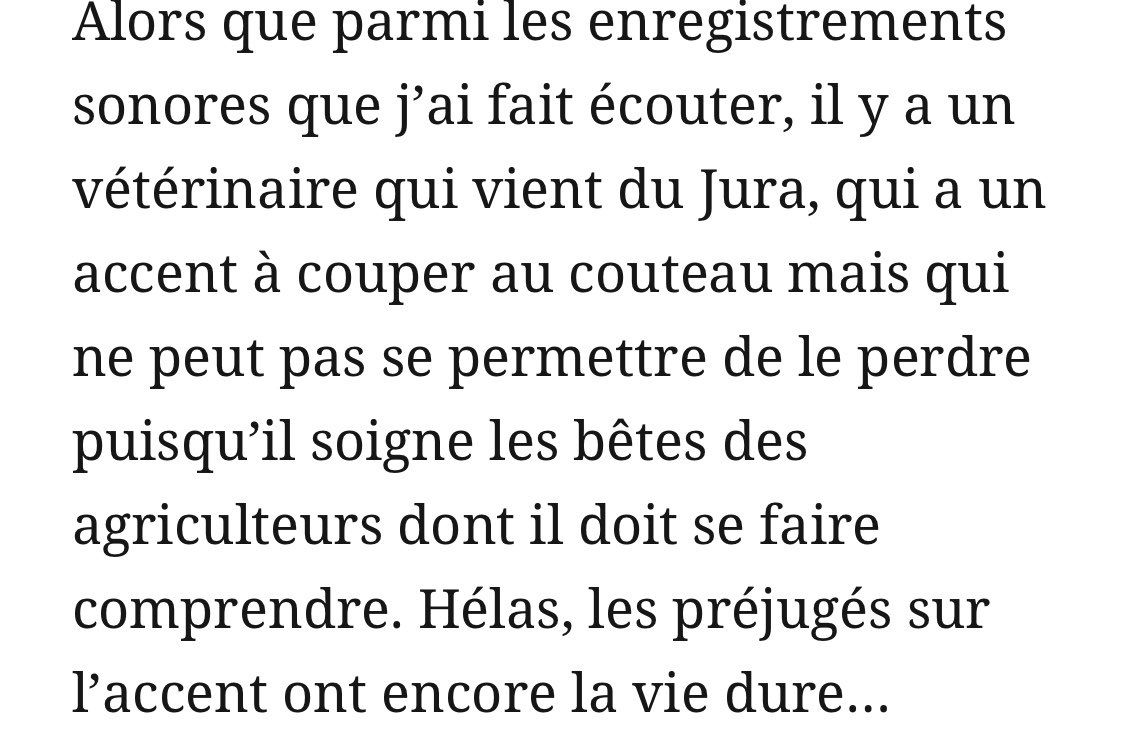 Alors que parmi les enregistrements
sonores que j’ai fait écouter, il y a un
vétérinaire qui vient du Jura, qui a un
accent à couper au couteau mais qui
ne peut pas se permettre de le perdre
puisqu’il soigne les bêtes des
agriculteurs dont il doit se faire
comprendre. Hélas, les préjugés sur
l’accent ont encore la vie dure…